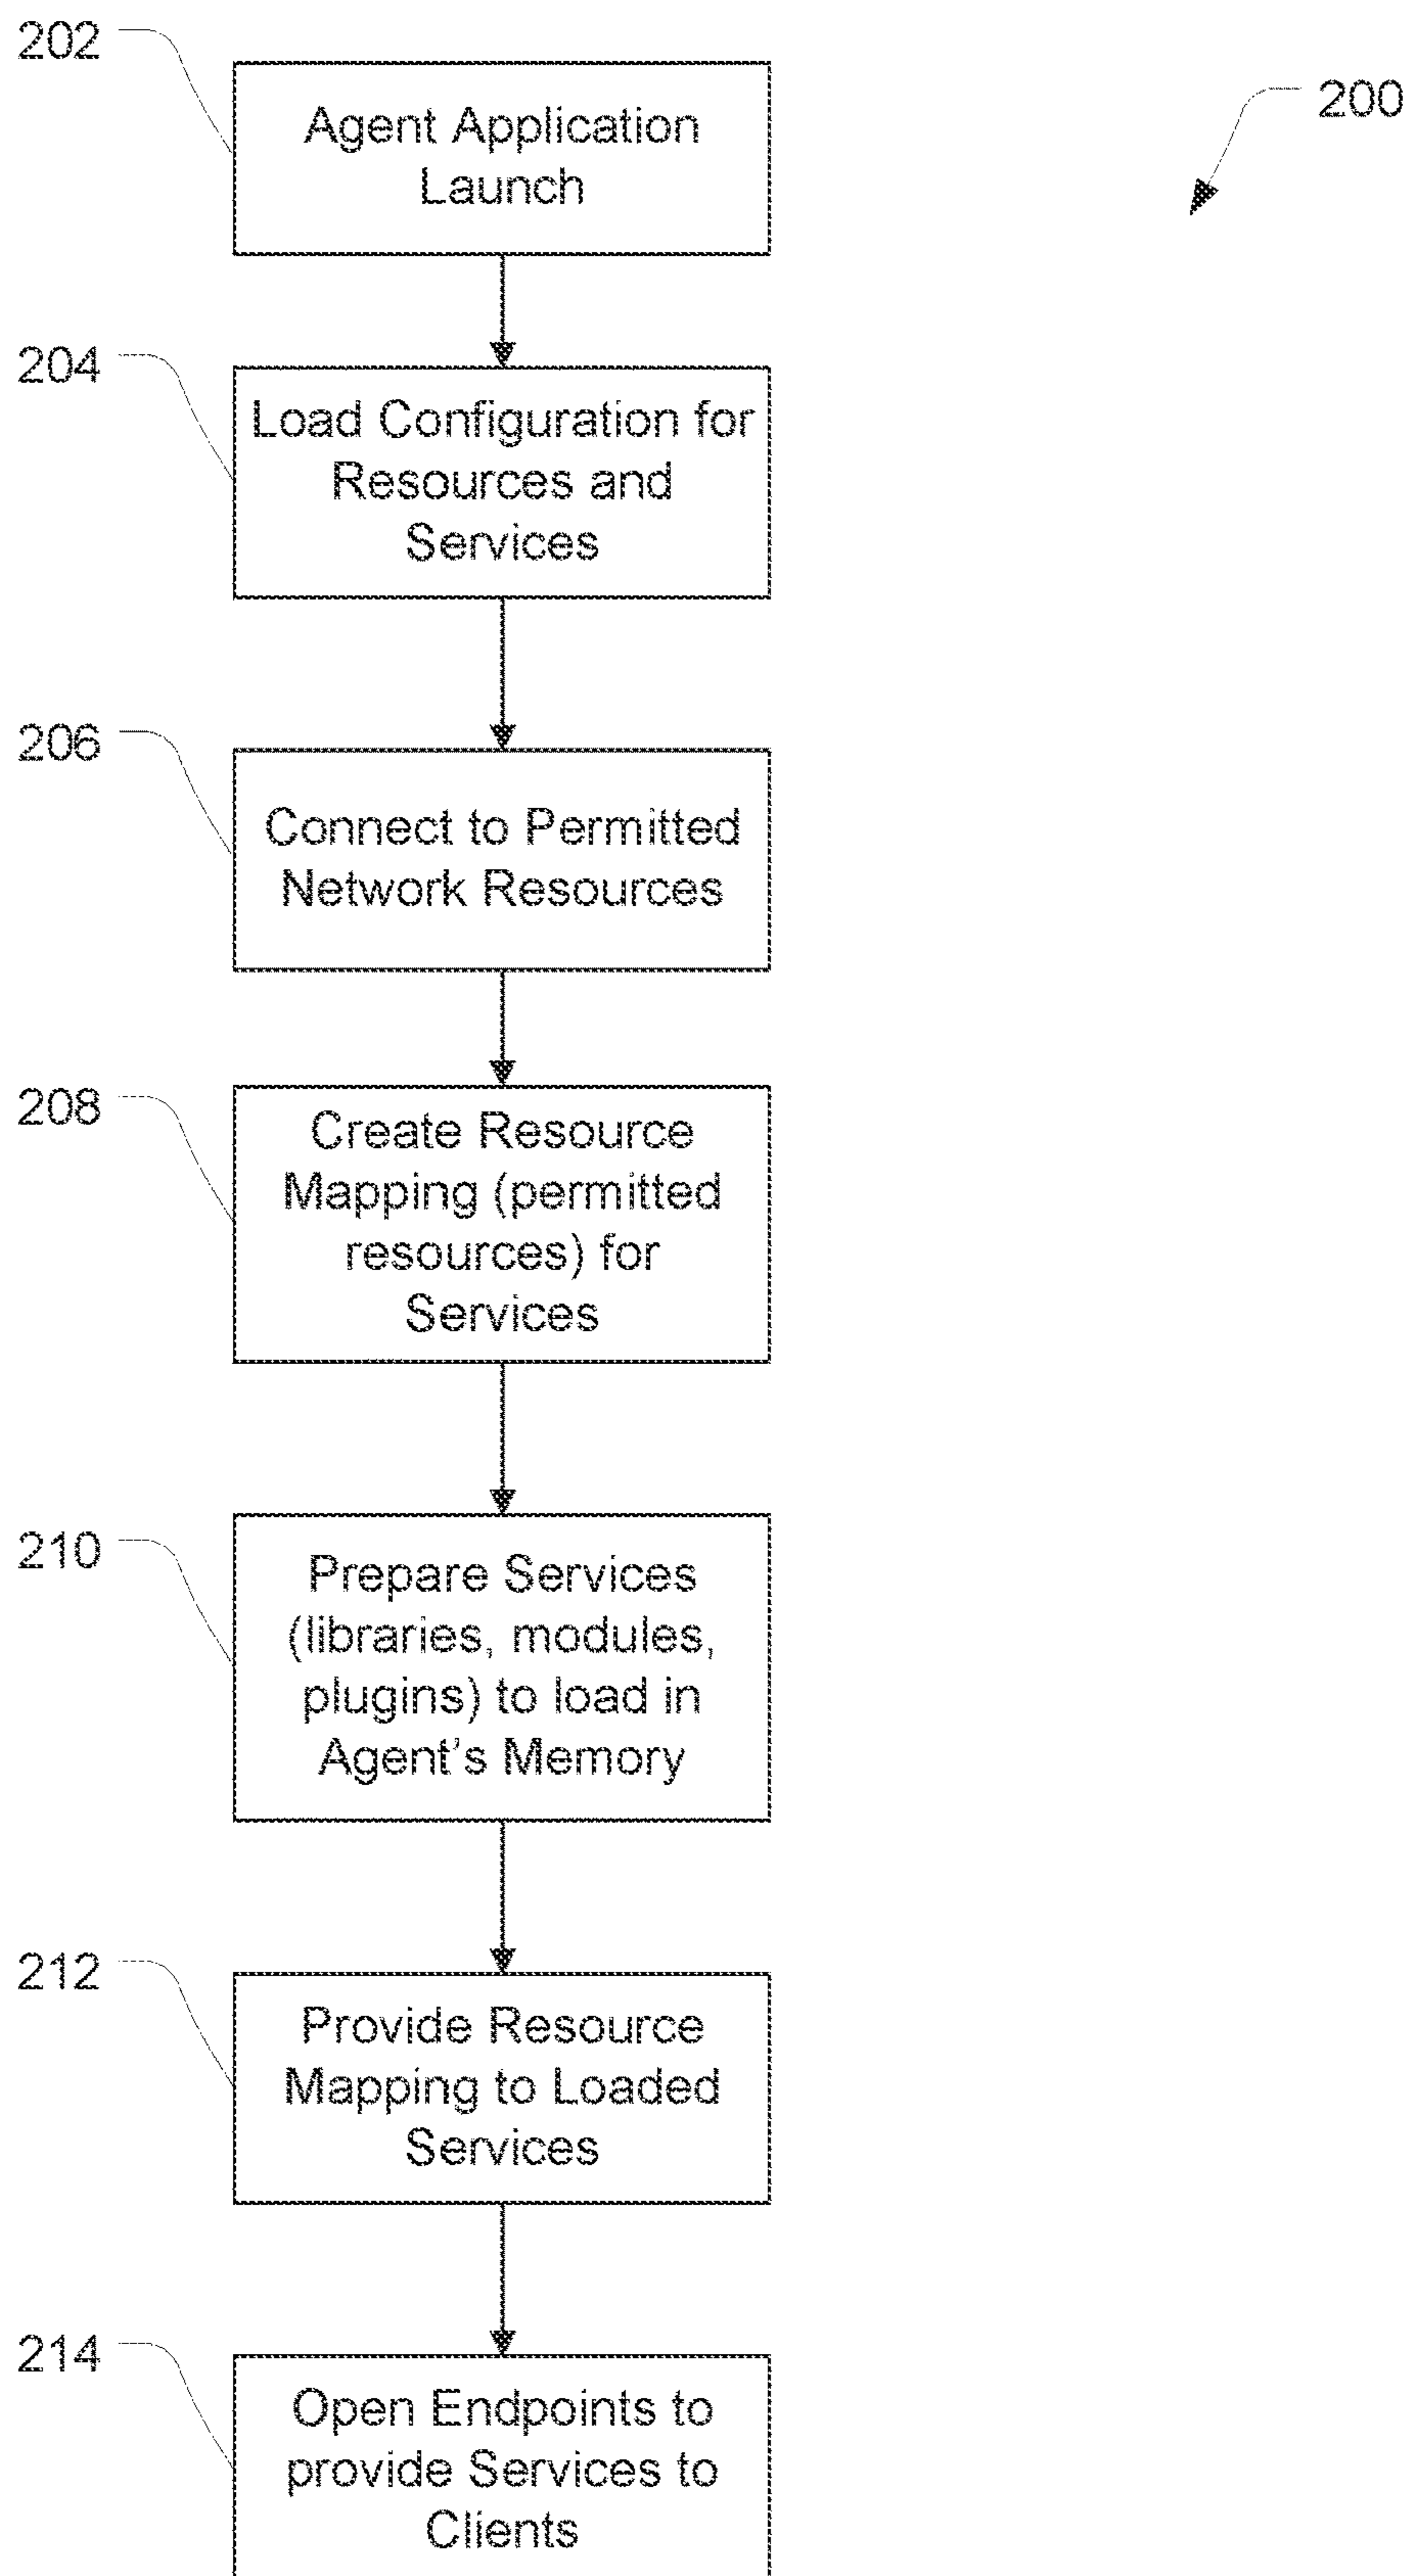 202
Agent Application
Launch
200
204
Load Configuration for
Resources and
Services
206
Connect to Permitted
Network Resources
208
Create Resource
Mapping (permitted
resources) for
Services
210
Prepare Services
(libraries, modules,
plugins) to load in
Agent's Memory
212
Provide Resource
Mapping to Loaded
Services
214
Open Endpoints to
provide Services to
Clients